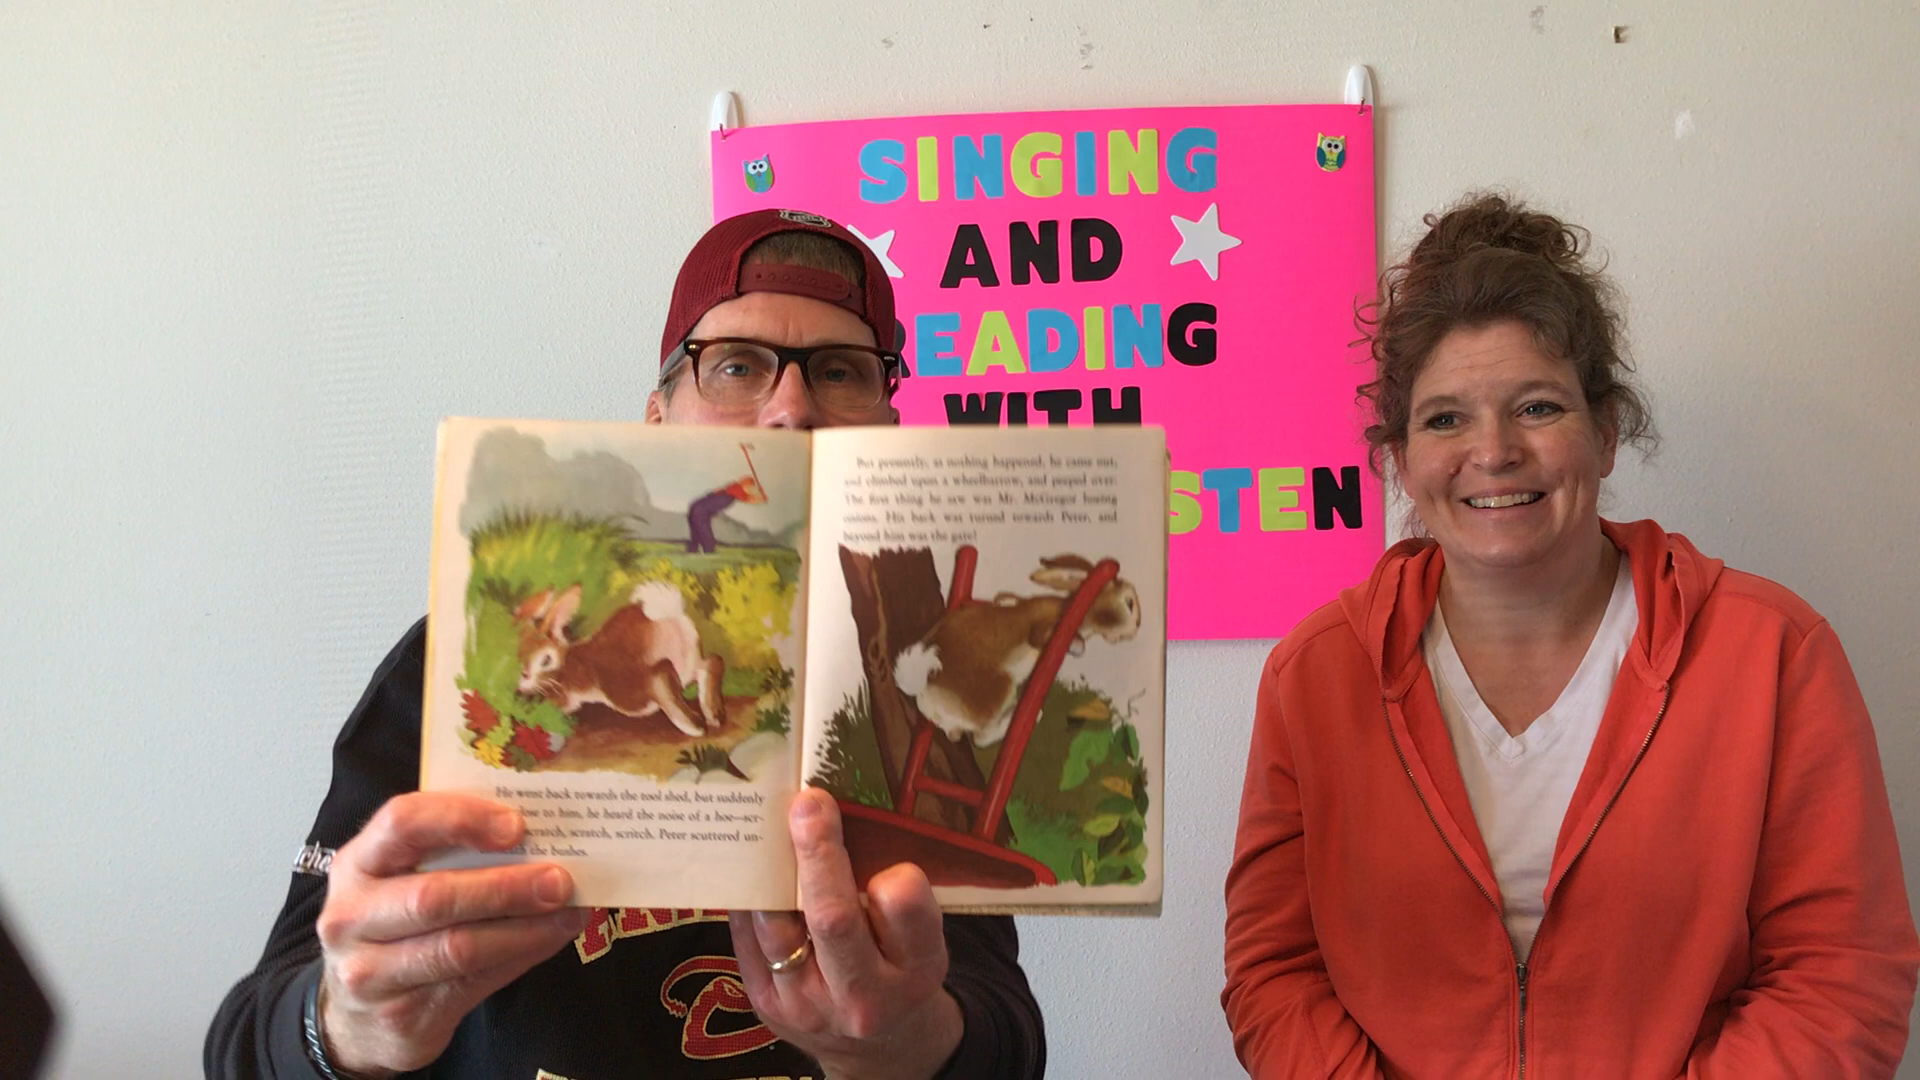 SINGING
AND
READING
WITH
STEN
He went back towards the tool shed, but suddenly
close to him, he heard the noise of a hoe—scr-
scratch, scratch, scritch. Peter scuttered un-
the bushes.
But presently, as nothing happened, he came out,
and climbed upon a wheelbarrow, and peeped over.
The first thing he saw was Mr. McGregor hoeing
onions. His back was turned towards Peter, and
beyond him was the gate!